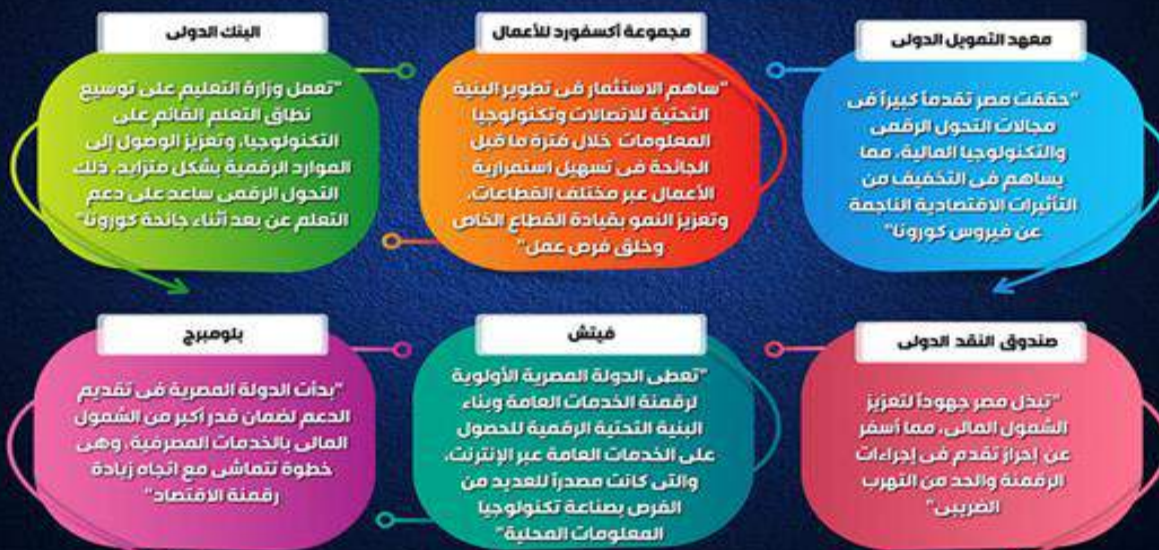 معهد التمويل الدولى
"حققت مصر تقدماً كبيراً فى
مجالات التحول الرقمى
والتكنولوجيا المالية، مما
يساهم فى التخفيف من
التأثيرات الاقتصادية الناجمة
عن فيروس كورونا"
مجموعة أكسفورد للأعمال
"ساهم الاستثمار فى تطوير البنية
التحتية للاتصالات وتكنولوجيا
المعلومات خلال فترة ما قبل
الجائحة فى تسهيل استمرارية
الأعمال عبر مختلف القطاعات،
وتعزيز النمو بقيادة القطاع الخاص
وخلق فرص عمل"
البنك الدولى
"تعمل وزارة التعليم على توسيع
نطاق التعلم القائم على
التكنولوجيا، وتعزيز الوصول إلى
الموارد الرقمية بشكل متزايد، ذلك
التحول الرقمى ساعد على دعم
التعلم عن بعد أثناء جائحة كورونا"
صندوق النقد الدولى
"تبذل مصر جهوداً لتعزيز
الشمول المالى، مما أسفر
عن إحراز تقدم فى إجراءات
الرقمنة والحد من التهرب
الضريبى"
فيتش
"تعطى الدولة المصرية الأولوية
لرقمنة الخدمات العامة وبناء
البنية التحتية الرقمية للحصول
على الخدمات العامة عبر الإنترنت،
والتى كانت مصدراً للعديد من
الفرص بصناعة تكنولوجيا
المعلومات المحلية"
بلومبرج
"بدأت الدولة المصرية فى تقديم
الدعم لضمان قدر أكبر من الشمول
المالى بالخدمات المصرفية، وهى
خطوة تتماشى مع اتجاه زيادة
رقمنة الاقتصاد"